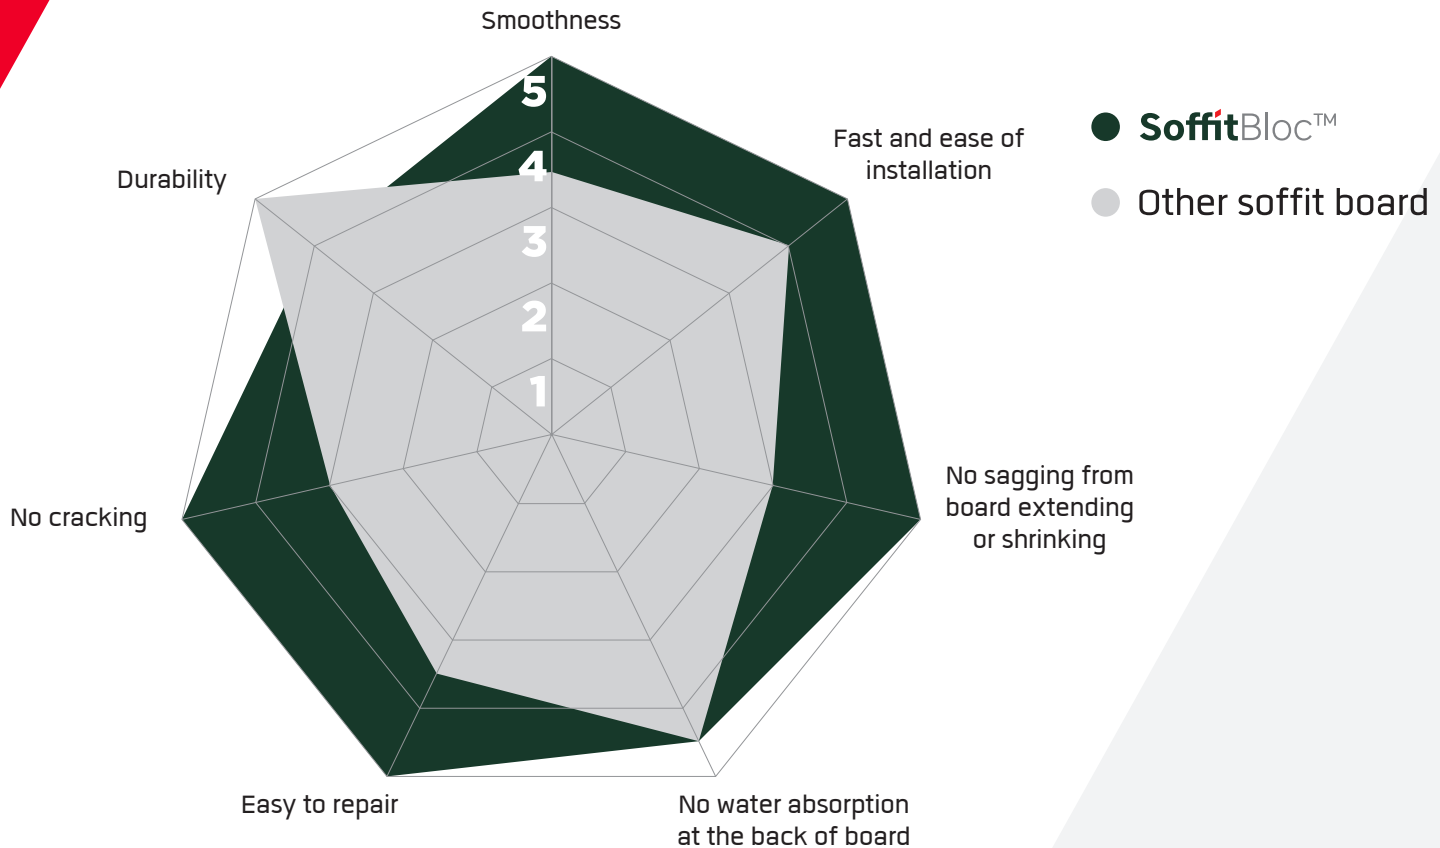 Smoothness
5
4
3
2
1
Fast and ease of
installation
No sagging from
board extending
or shrinking
No water absorption
at the back of board
Easy to repair
No cracking
Durability
SoffitBloc™
Other soffit board